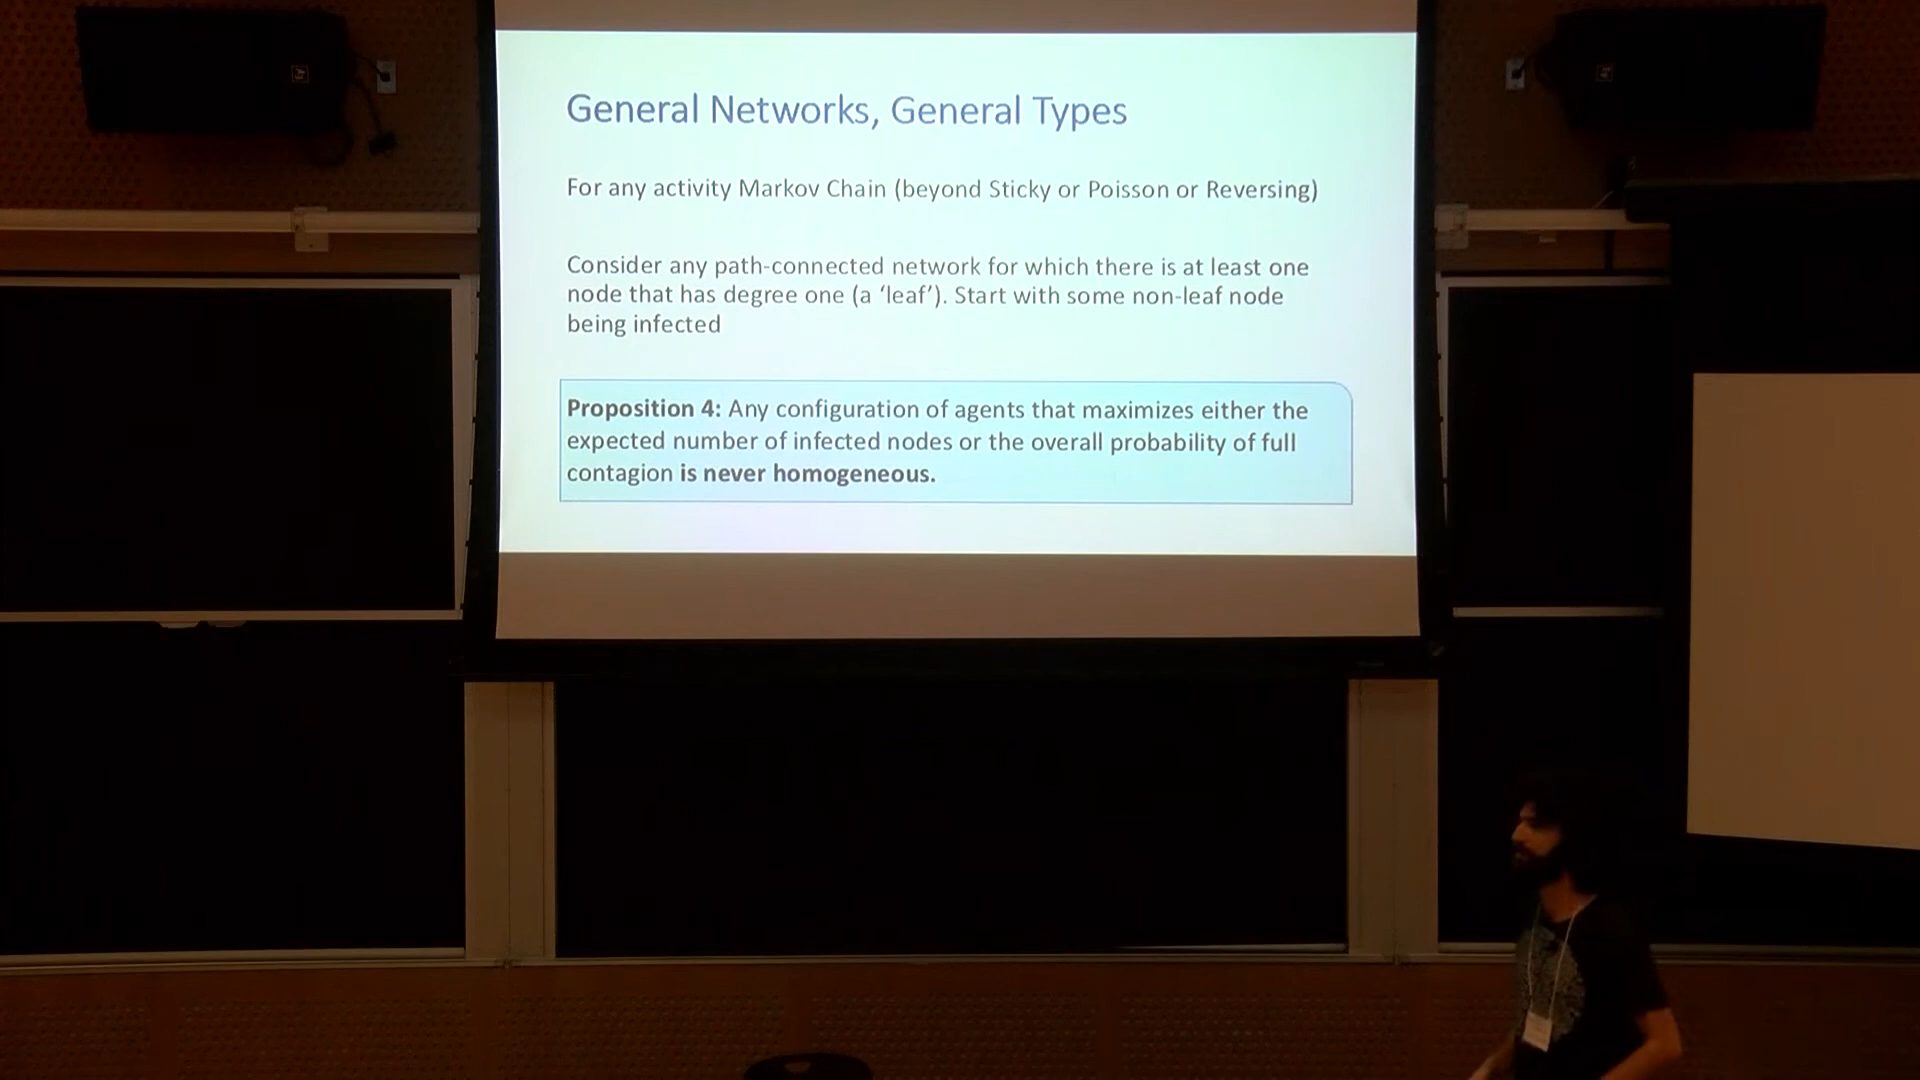 General Networks, General Types
For any activity Markov Chain (beyond Sticky or Poisson or Reversing)
Consider any path-connected network for which there is at least one
node that has degree one (a ‘leaf’). Start with some non-leaf node
being infected
Proposition 4: Any configuration of agents that maximizes either the
expected number of infected nodes or the overall probability of full
contagion is never homogeneous.